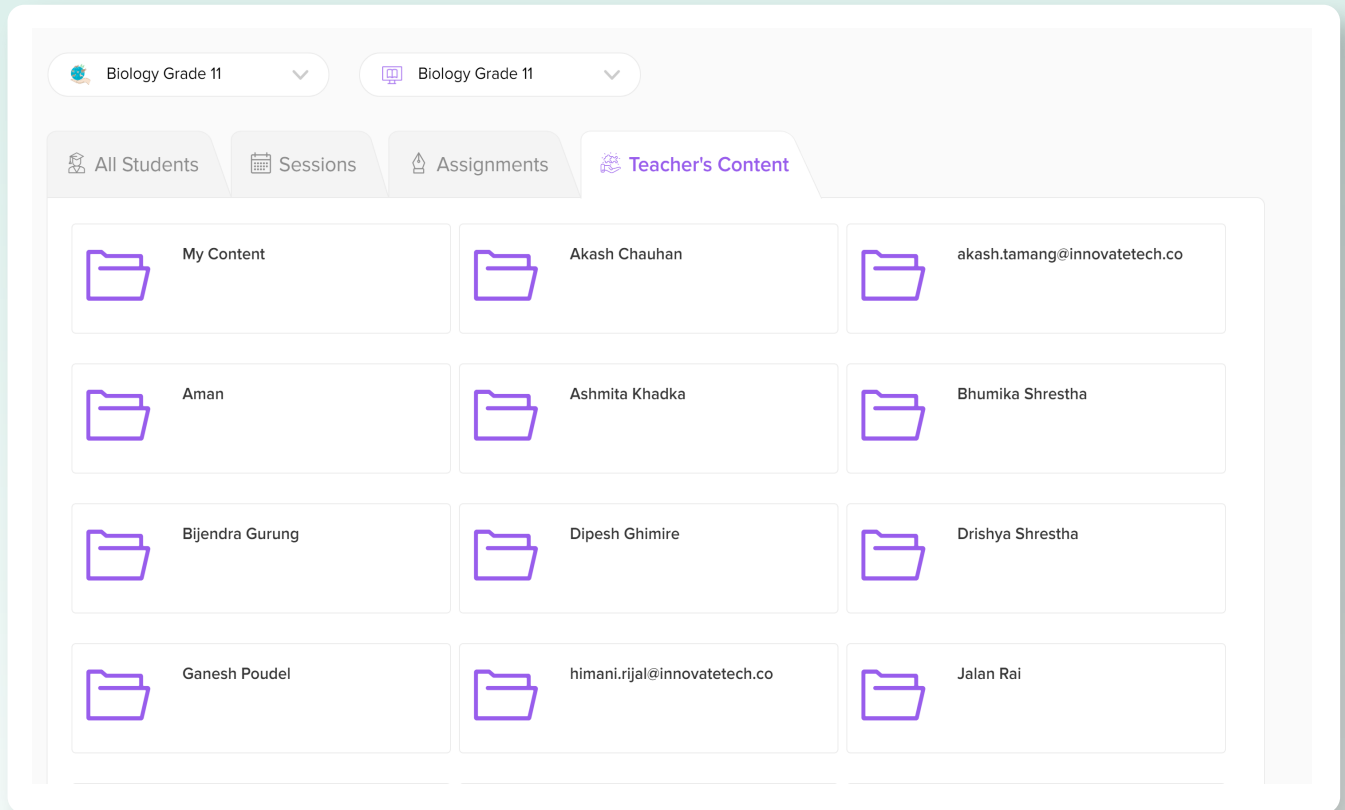 Biology Grade 11
Biology Grade 11
All Students
Sessions
Assignments
Teacher's Content
My Content
Akash Chauhan
akash.tamang@innovatetech.co
Aman
Ashmita Khadka
Bhumika Shrestha
Bijendra Gurung
Dipesh Ghimire
Drishya Shrestha
Ganesh Poudel
himani.rijal@innovatetech.co
Jalan Rai